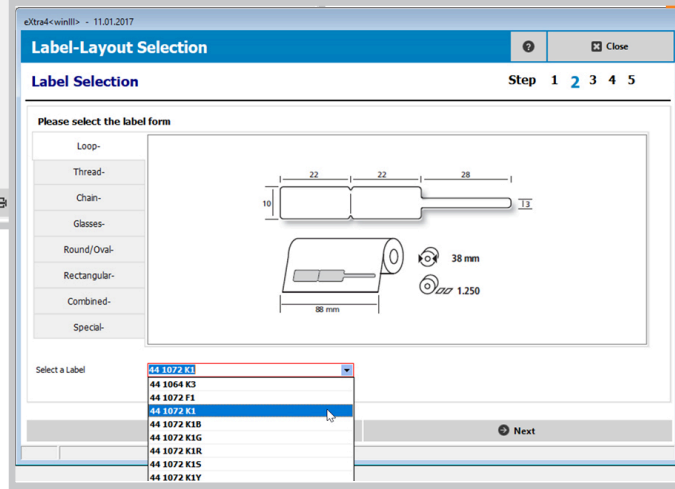 eXtra4<winIII> - 11.01.2017
Label-Layout Selection
Close
Label Selection
Step 1 2 3 4 5
Please select the label form
Loop-
Thread-
Chain-
Glasses-
Round/Oval-
Rectangular-
Combined-
Special-
22 22 28
10
3
38 mm
1.250
88 mm
Select a Label
44 1072 K1
44 1064 K3
44 1072 F1
44 1072 K1
44 1072 K1B
44 1072 K1G
44 1072 K1R
44 1072 K1S
44 1072 K1Y
Next